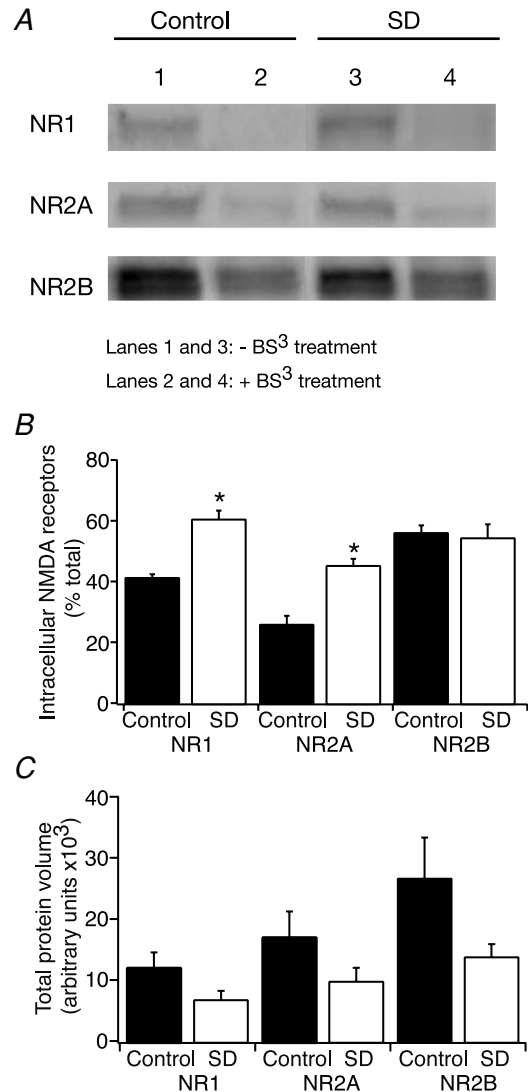 A
Control SD
1 2 3 4
NR1
NR2A
NR2B
Lanes 1 and 3: - BS³ treatment
Lanes 2 and 4: + BS³ treatment
B
Intracellular NMDA receptors
(% total)
80
60
40
20
0
*
*
Control SD Control SD Control SD
NR1 NR2A NR2B
C
Total protein volume
(arbitrary units x10³)
40
30
20
10
0
Control SD Control SD Control SD
NR1 NR2A NR2B